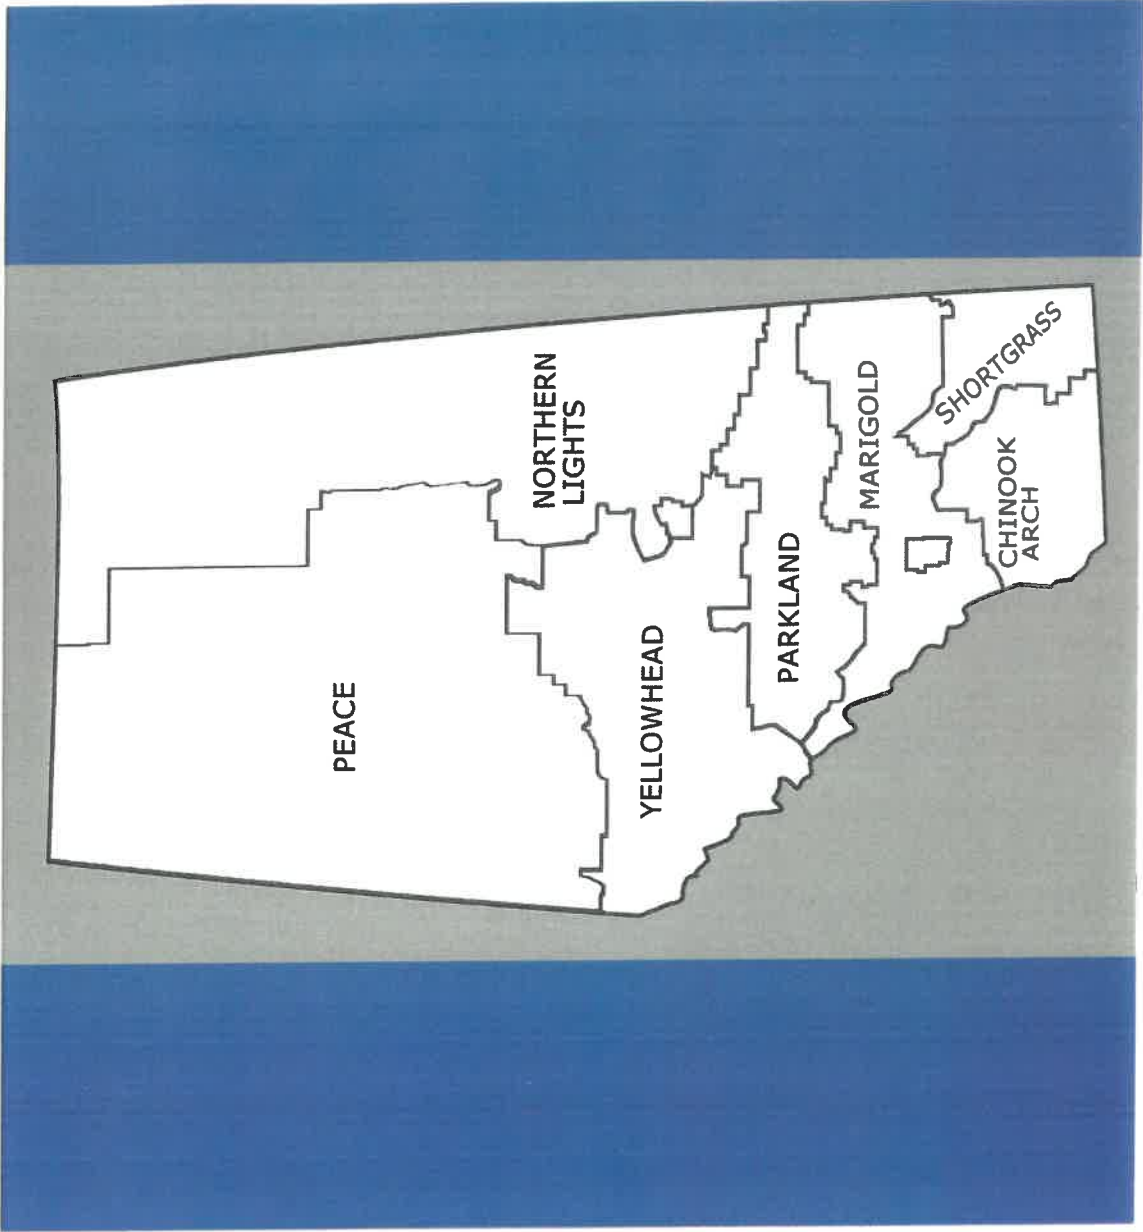 PEACE
NORTHERN
LIGHTS
YELLOWHEAD
PARKLAND
MARIGOLD
SHORTGRASS
CHINOOK
ARCH